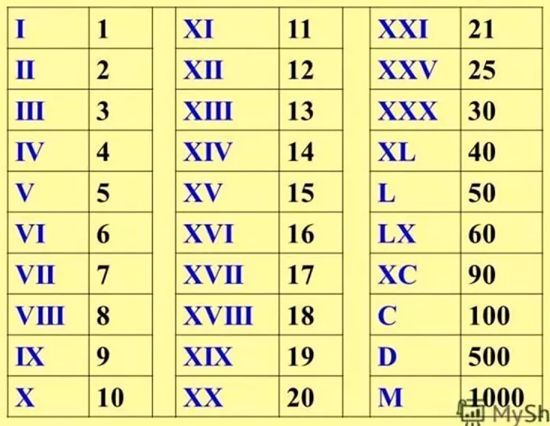 I 1 XI 11 XXI 21
II 2 XII 12 XXV 25
III 3 XIII 13 XXX 30
IV 4 XIV 14 XL 40
V 5 XV 15 L 50
VI 6 XVI 16 LX 60
VII 7 XVII 17 XC 90
VIII 8 XVIII 18 C 100
IX 9 XIX 19 D 500
X 10 XX 20 M 1000
MySh